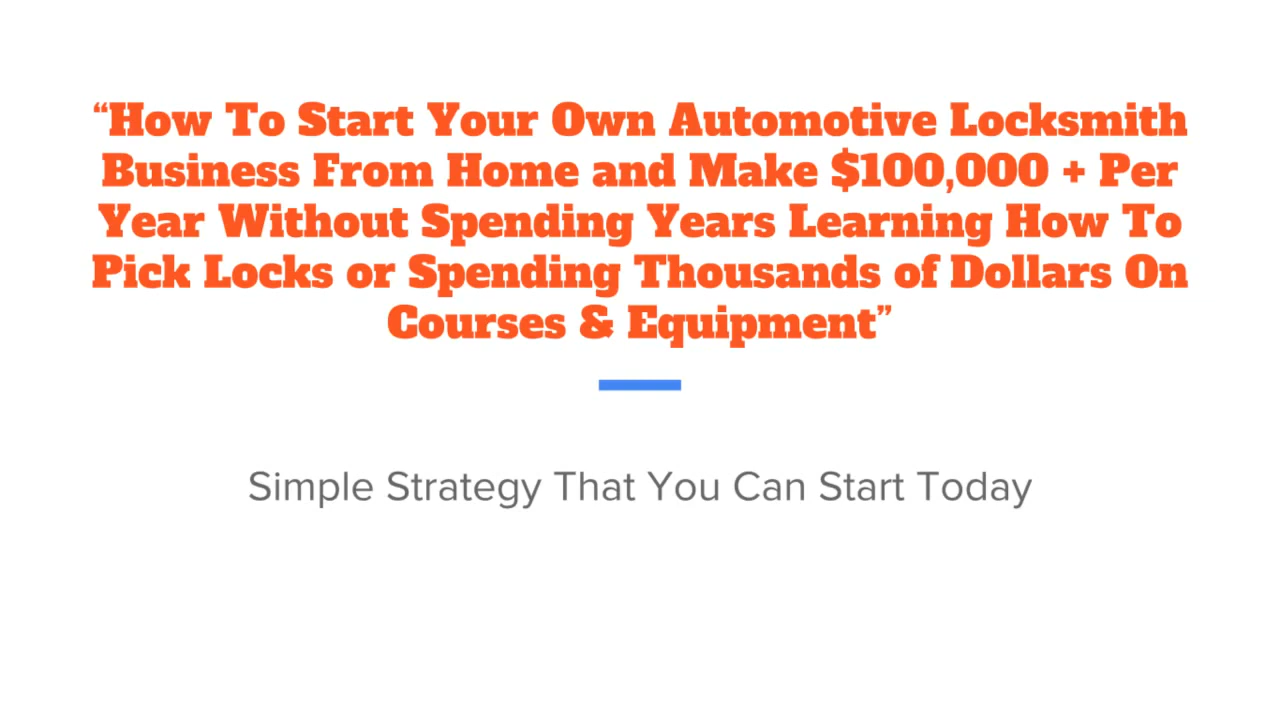 “How To Start Your Own Automotive Locksmith
Business From Home and Make $100,000 + Per
Year Without Spending Years Learning How To
Pick Locks or Spending Thousands of Dollars On
Courses & Equipment”
Simple Strategy That You Can Start Today